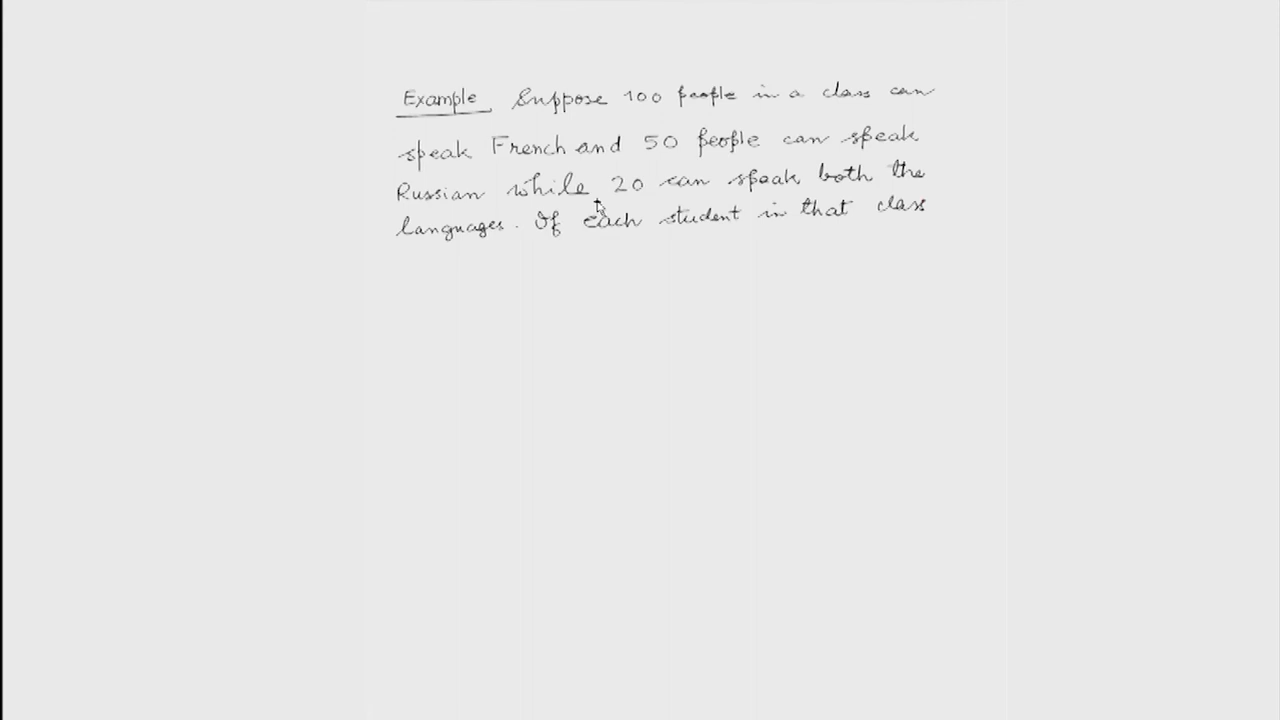 Example Suppose 100 people in a class can
speak French and 50 people can speak
Russian while 20 can speak both the
languages. If each student in that class